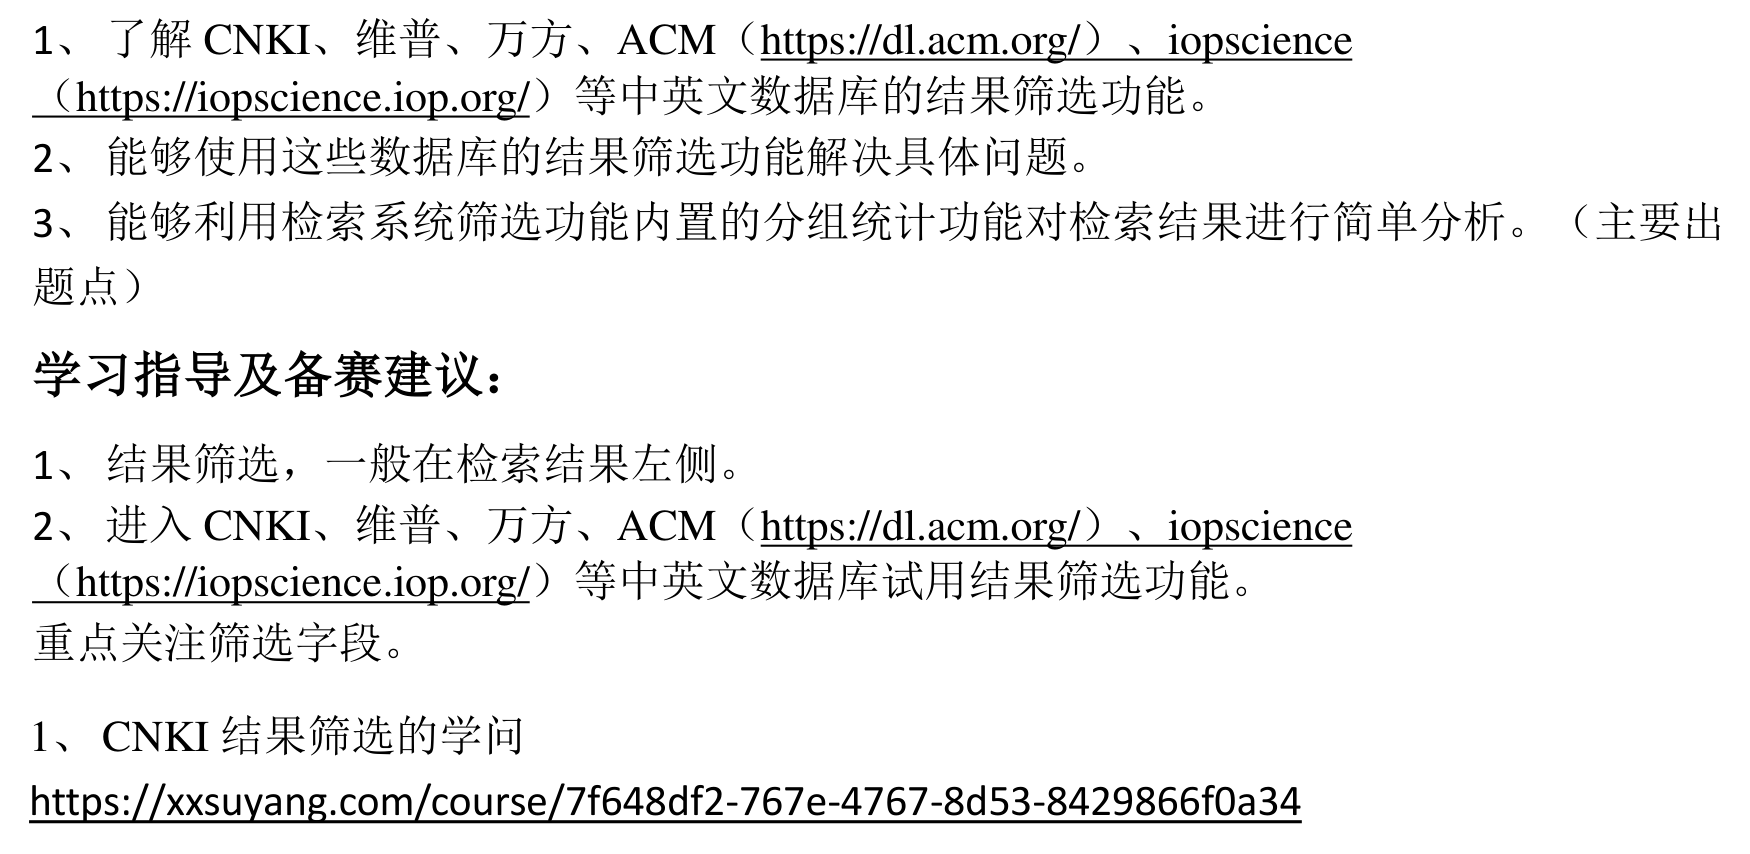 1、 了解 CNKI、维普、万方、ACM（https://dl.acm.org/）、iopscience
（https://iopscience.iop.org/）等中英文数据库的结果筛选功能。
2、 能够使用这些数据库的结果筛选功能解决具体问题。
3、 能够利用检索系统筛选功能内置的分组统计功能对检索结果进行简单分析。（主要出
题点）
学习指导及备赛建议：
1、 结果筛选，一般在检索结果左侧。
2、 进入 CNKI、维普、万方、ACM（https://dl.acm.org/）、iopscience
（https://iopscience.iop.org/）等中英文数据库试用结果筛选功能。
重点关注筛选字段。
1、 CNKI 结果筛选的学问
https://xxsuyang.com/course/7f648df2-767e-4767-8d53-8429866f0a34